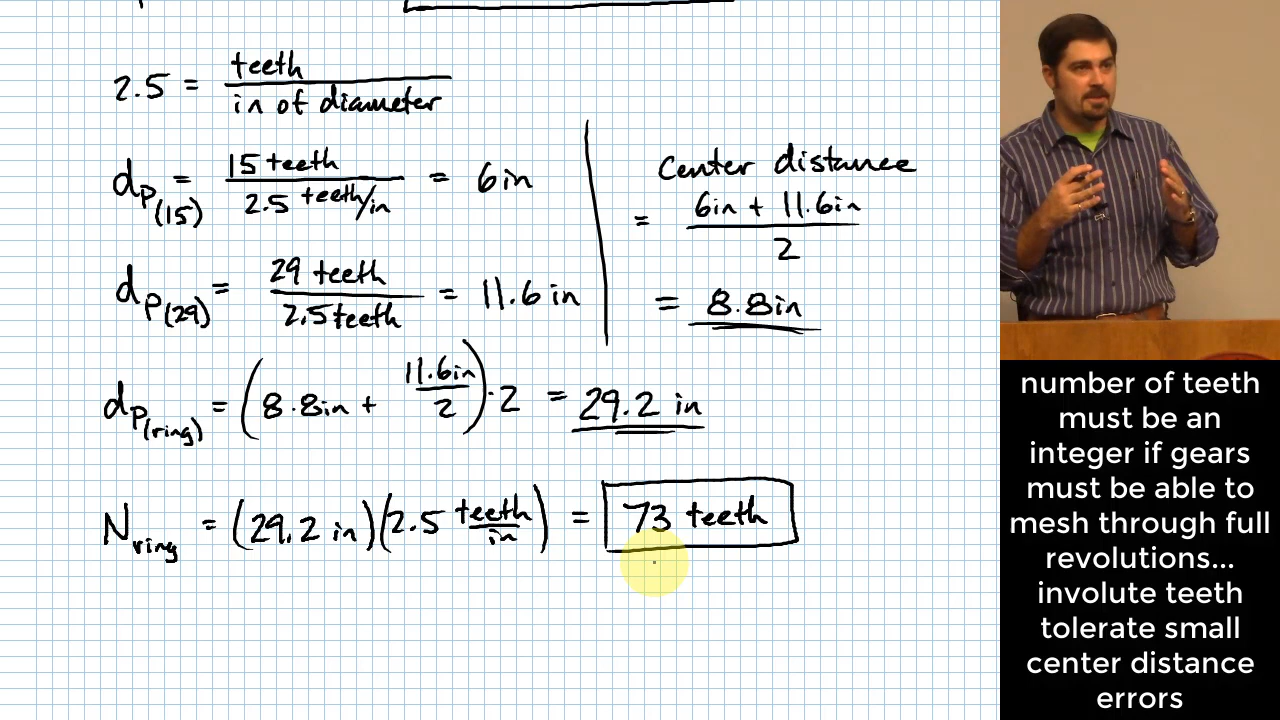 2.5 = teeth / in of diameter
dp(15) = 15 teeth / 2.5 teeth/in = 6in
dp(29) = 29 teeth / 2.5 teeth = 11.6 in
Center distance
= 6in + 11.6in / 2
= 8.8in
dp(ring) = (8.8in + 11.6in / 2) · 2 = 29.2 in
Nring = (29.2 in)(2.5 teeth / in) = 73 teeth
number of teeth
must be an
integer if gears
must be able to
mesh through full
revolutions...
involute teeth
tolerate small
center distance
errors